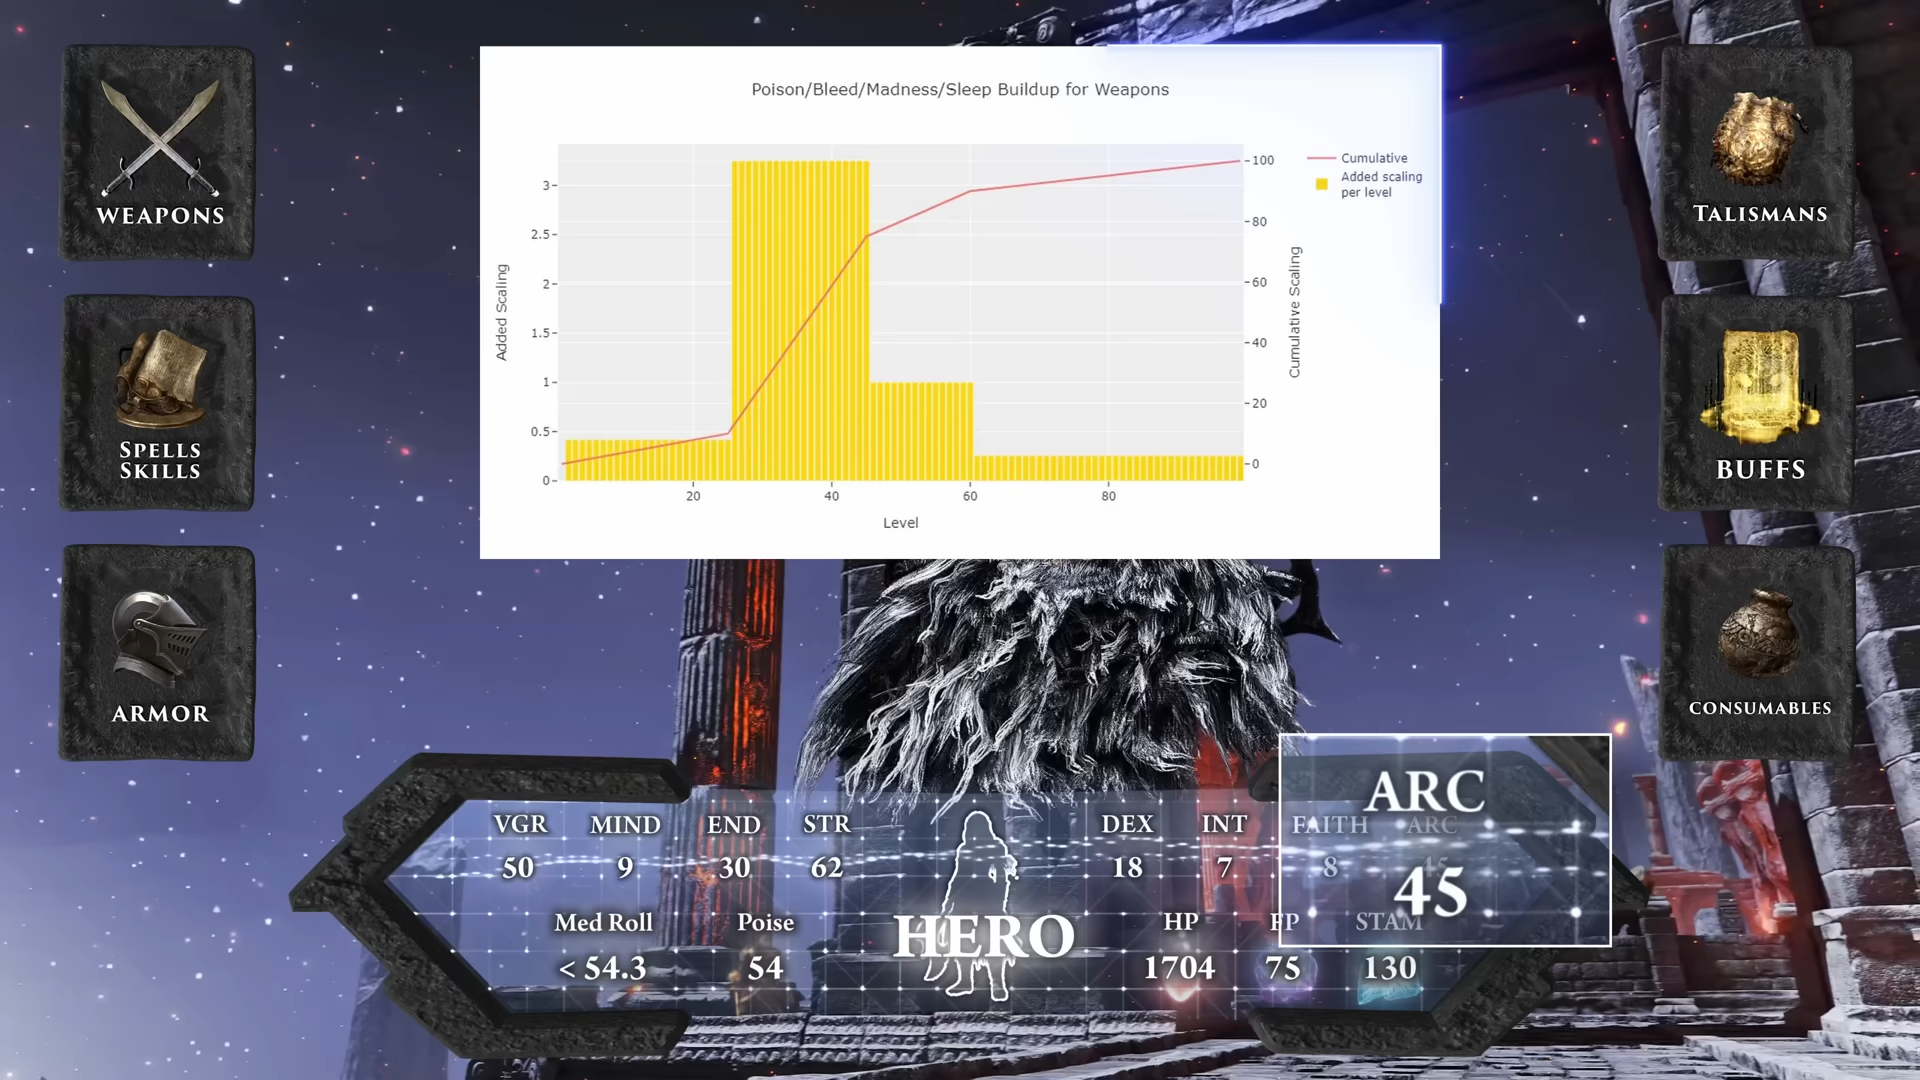 Poison/Bleed/Madness/Sleep Buildup for Weapons
Cumulative
Added scaling
per level
Added Scaling
3
2.5
2
1.5
1
0.5
0
100
80
60
40
20
0
Cumulative Scaling
20 40 60 80
Level
WEAPONS
SPELLS
SKILLS
ARMOR
TALISMANS
BUFFS
CONSUMABLES
VGR MIND END STR
50 9 30 62
Med Roll Poise
< 54.3 54
HERO
DEX INT FAITH ARC
18 7 8 45
HP FP STAM
1704 75 130
ARC
45